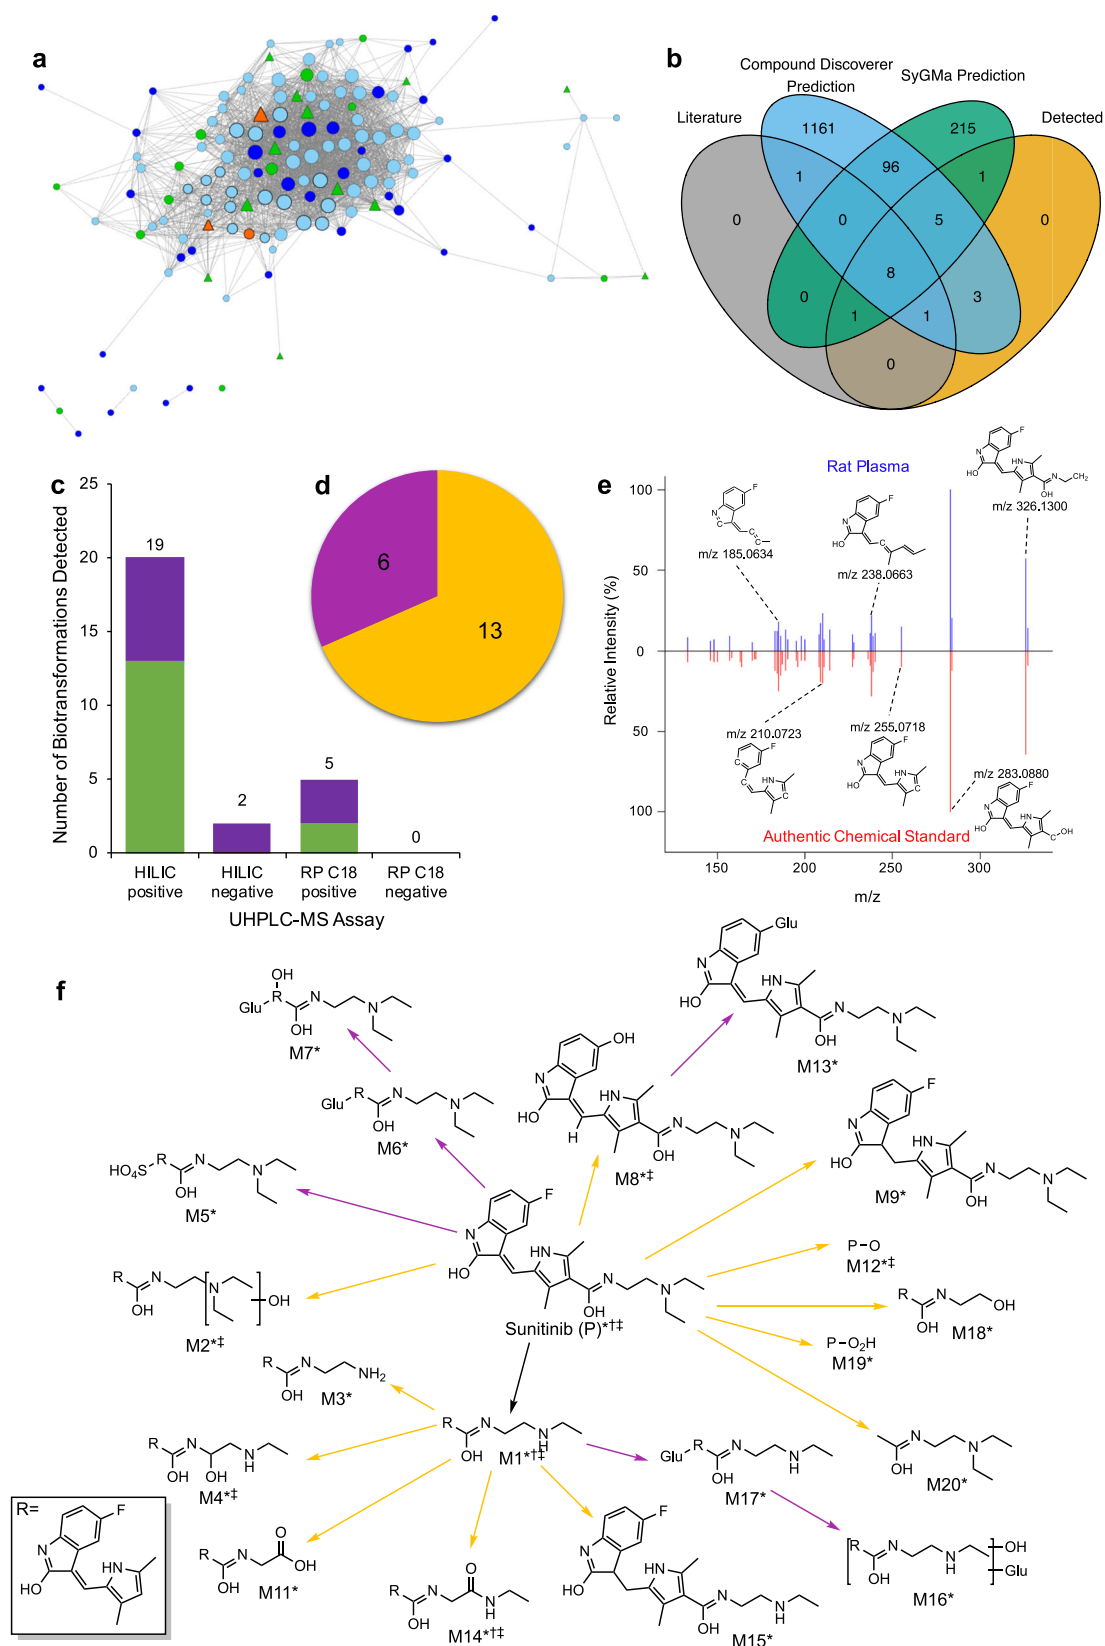 a
b
Compound Discoverer
Prediction
SyGMa Prediction
Literature
Detected
1161
215
96
1
1
0
0
5
0
8
0
3
1
1
0
c
Number of Biotransformations Detected
25
20
15
10
5
0
19
2
5
0
HILIC
positive
HILIC
negative
RP C18
positive
RP C18
negative
UHPLC-MS Assay
d
6
13
e
Rat Plasma
Relative Intensity (%)
100
50
0
50
100
m/z 185.0634
m/z 238.0663
m/z 326.1300
m/z 210.0723
m/z 255.0718
m/z 283.0880
Authentic Chemical Standard
150
200
250
300
m/z
f
M7*
M6*
M5*
M2*‡
M3*
M4*‡
M11*
M14*†‡
M1*†‡
Sunitinib (P)*†‡
M8*‡
M13*
M9*
P-O
M12*‡
M18*
P-O₂H
M19*
M20*
M17*
M16*
M15*
R=